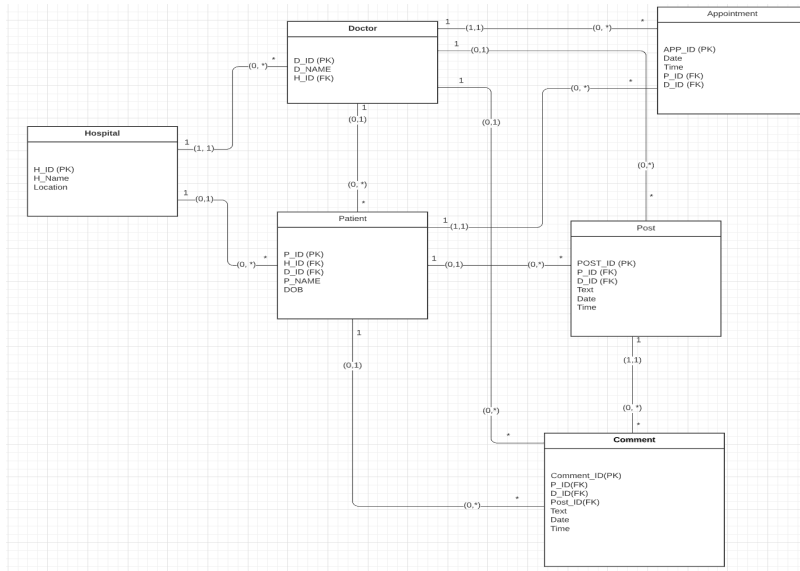 Doctor
D_ID (PK)
D_NAME
H_ID (FK)
Appointment
APP_ID (PK)
Date
Time
P_ID (FK)
D_ID (FK)
1
(1,1)
(0, *)
*
1
(0,1)
(0,*)
*
1
(0,1)
(0,*)
*
Hospital
H_ID (PK)
H_Name
Location
1
(1, 1)
(0, *)
*
1
(0,1)
(0, *)
*
1
(0,1)
(0, *)
*
Patient
P_ID (PK)
H_ID (FK)
D_ID (FK)
P_NAME
DOB
1
(1,1)
(0, *)
*
1
(0,1)
(0,*)
*
Post
POST_ID (PK)
P_ID (FK)
D_ID (FK)
Text
Date
Time
1
(0,1)
(0,*)
*
1
(1,1)
(0, *)
*
Comment
Comment_ID(PK)
P_ID(FK)
D_ID(FK)
Post_ID(FK)
Text
Date
Time